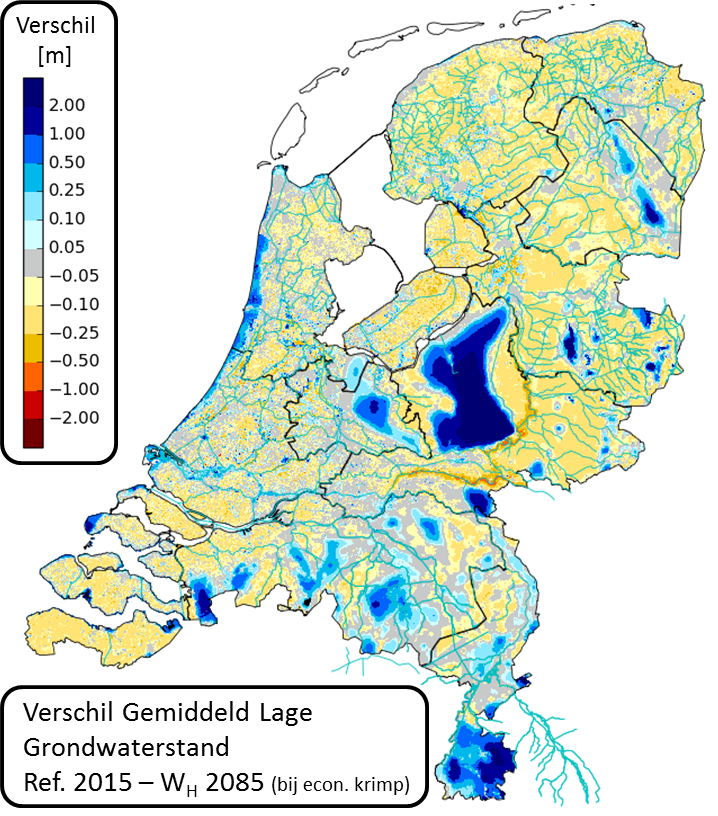 Verschil
[m]
2.00
1.00
0.50
0.25
0.10
0.05
−0.05
−0.10
−0.25
−0.50
−1.00
−2.00
Verschil Gemiddeld Lage
Grondwaterstand
Ref. 2015 – WH 2085 (bij econ. krimp)